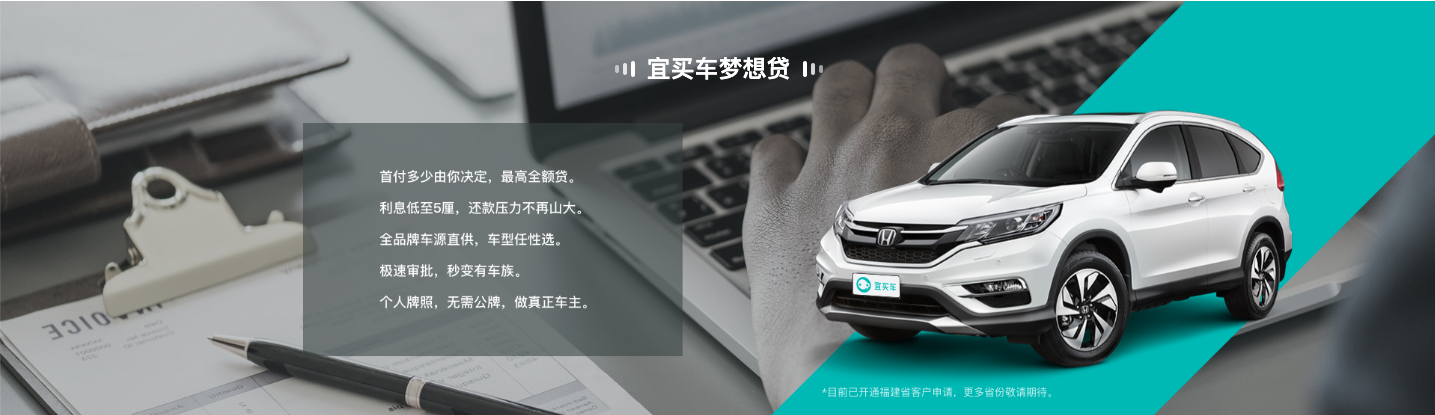 宜买车梦想贷
首付多少由你决定，最高全额贷。
利息低至5厘，还款压力不再山大。
全品牌车源直供，车型任性选。
极速审批，秒变有车族。
个人牌照，无需公牌，做真正车主。
宜买车
INVOICE
*目前已开通福建省客户申请，更多省份敬请期待。